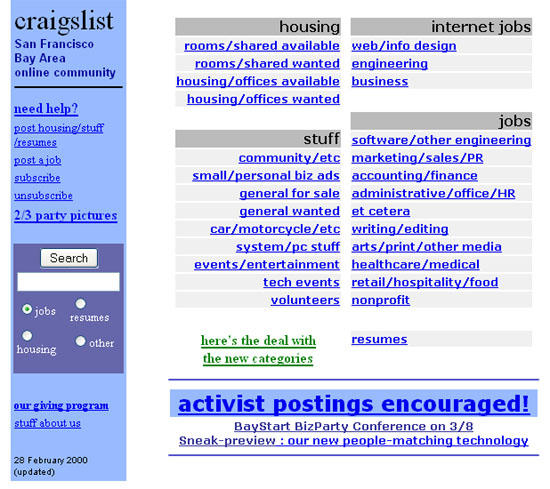 craigslist
San Francisco
Bay Area
online community
need help?
post housing/stuff
/resumes
post a job
subscribe
unsubscribe
2/3 party pictures
Search
jobs
resumes
housing
other
our giving program
stuff about us
28 February 2000
(updated)
housing
rooms/shared available
rooms/shared wanted
housing/offices available
housing/offices wanted
stuff
community/etc
small/personal biz ads
general for sale
general wanted
car/motorcycle/etc
system/pc stuff
events/entertainment
tech events
volunteers
here's the deal with
the new categories
internet jobs
web/info design
engineering
business
jobs
software/other engineering
marketing/sales/PR
accounting/finance
administrative/office/HR
et cetera
writing/editing
arts/print/other media
healthcare/medical
retail/hospitality/food
nonprofit
resumes
activist postings encouraged!
BayStart BizParty Conference on 3/8
Sneak-preview : our new people-matching technology